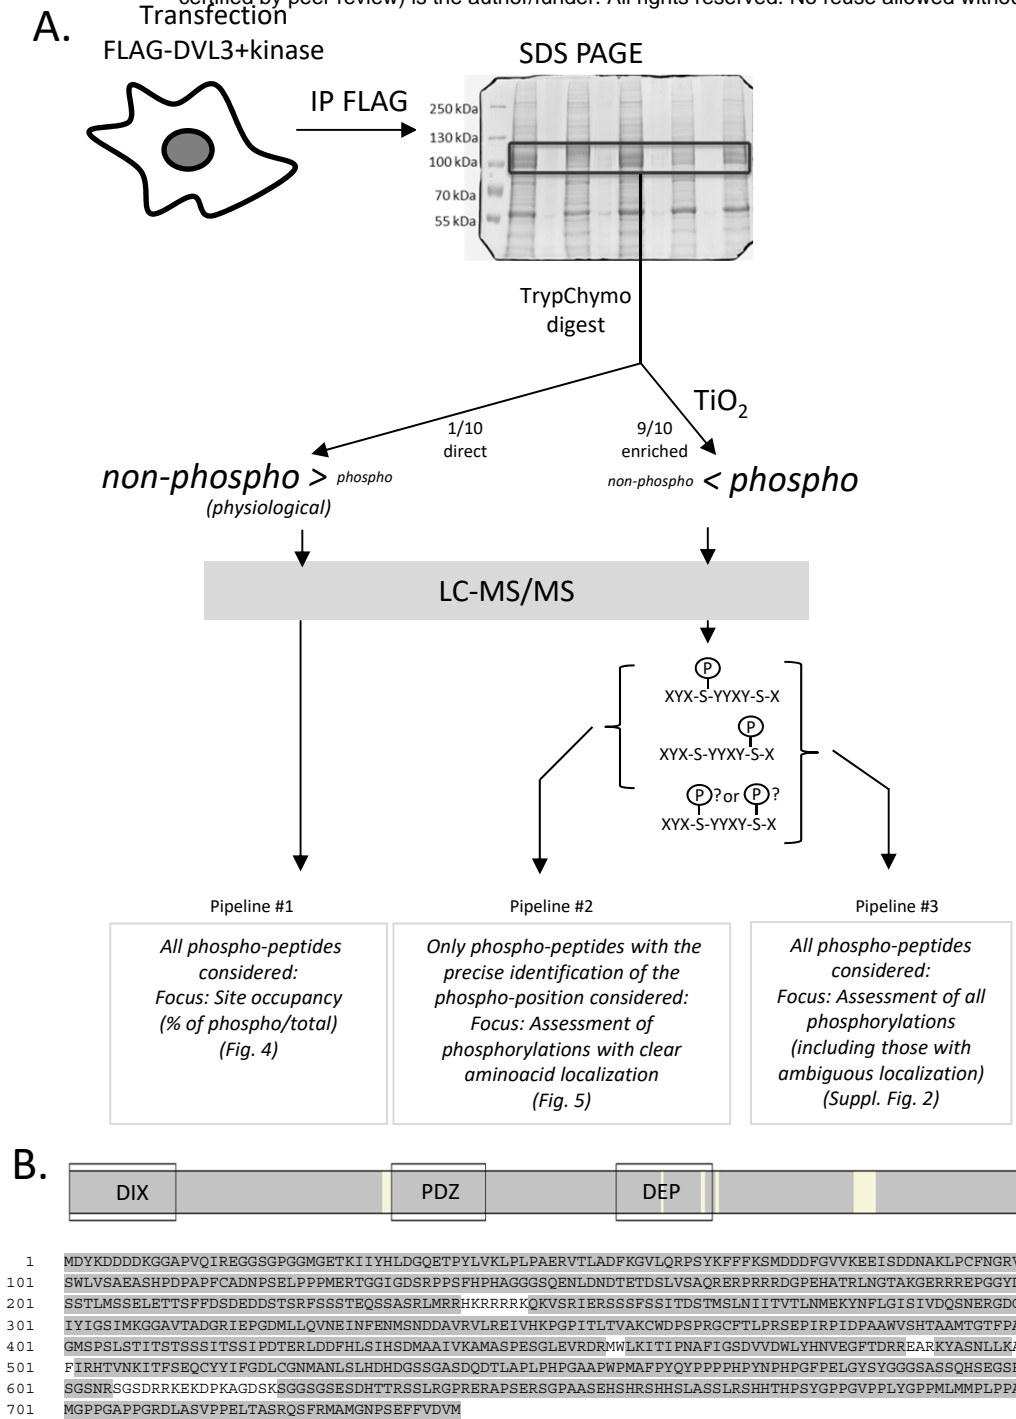 certified by peer review) is the author/funder. All rights reserved. No reuse allowed without
A.
Transfection
FLAG-DVL3+kinase
IP FLAG
SDS PAGE
250 kDa
130 kDa
100 kDa
70 kDa
55 kDa
TrypChymo
digest
TiO2
1/10
direct
9/10
enriched
non-phospho > phospho
(physiological)
non-phospho < phospho
LC-MS/MS
P
XYX-S-YYXY-S-X
P
XYX-S-YYXY-S-X
P ? or P ?
XYX-S-YYXY-S-X
Pipeline #1
All phospho-peptides
considered:
Focus: Site occupancy
(% of phospho/total)
(Fig. 4)
Pipeline #2
Only phospho-peptides with the
precise identification of the
phospho-position considered:
Focus: Assessment of
phosphorylations with clear
aminoacid localization
(Fig. 5)
Pipeline #3
All phospho-peptides
considered:
Focus: Assessment of all
phosphorylations
(including those with
ambiguous localization)
(Suppl. Fig. 2)
B.
DIX PDZ DEP
1 MDYKDDDDKGGAPVQIREGGSGPGGMGETKIIYHLDGQETPYLVKLPLPAERVTLADFKGVLQRPSYKFFFKSMDDDFGVVKEEISDDNAKLPCFNGRV
101 SWLVSAEASHPDPAPFCADNPSELPPPMERTGGIGDSRPPSFHPHAGGGSQENLDNDTETDSLVSAQRERPRRRDGPEHATRLNGTAKGERRREPGGYD
201 SSTLMSSELETTSFFDSDEDDSTSRFSSSTEQSSASRLMRRHKRRRRKQKVSRIERSSSFSSITDSTMSLNIITVTLNMEKYNFLGISIVDQSNERGDG
301 IYIGSIMKGGAVTADGRIEPGDMLLQVNEINFENMSNDDAVRVLREIVHKPGPITLTVAKCWDPSPRGCFTLPRSEPIRPIDPAAWVSHTAAMTGTFPA
401 GMSPSLSTITSTSSSITSSIPDTERLDDFHLSIHSDMAAIVKAMASPESGLEVRDRMWLKITIPNAFIGSDVVDWLYHNVEGFTDRREARKYASNLLKA
501 FIRHTVNKITFSEQCYYIFGDLCGNMANLSLHDHDGSSGASDQDTLAPLPHPGAAPWPMAFPYQYPPPPHPYNPHPGFPELGYSYGGGSASSQHSEGS
601 SGSNRSGSDRRKEKDPKAGDSKSGGSGSESDHTTRSSLRGPRERAPSERSGPAASEHSHRSHHSLASSLRSHHTHPSYGPPGVPPLYGPPMLMMPLPPA
701 MGPPGAPPGRDLASVPPELTASRQSFRMAMGNPSEFFVDVM